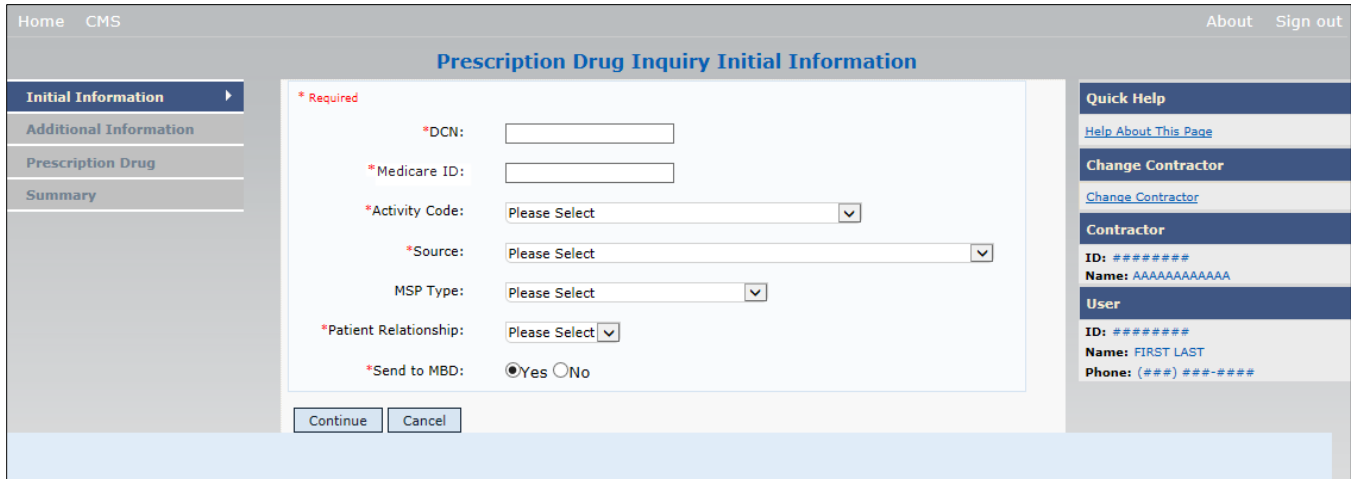 Home CMS About Sign out
Prescription Drug Inquiry Initial Information
Initial Information
Additional Information
Prescription Drug
Summary
* Required
*DCN:
*Medicare ID:
*Activity Code: Please Select
*Source: Please Select
MSP Type: Please Select
*Patient Relationship: Please Select
*Send to MBD: Yes No
Continue Cancel
Quick Help
Help About This Page
Change Contractor
Change Contractor
Contractor
ID: ########
Name: AAAAAAAAAAAA
User
ID: ########
Name: FIRST LAST
Phone: (###) ###-####